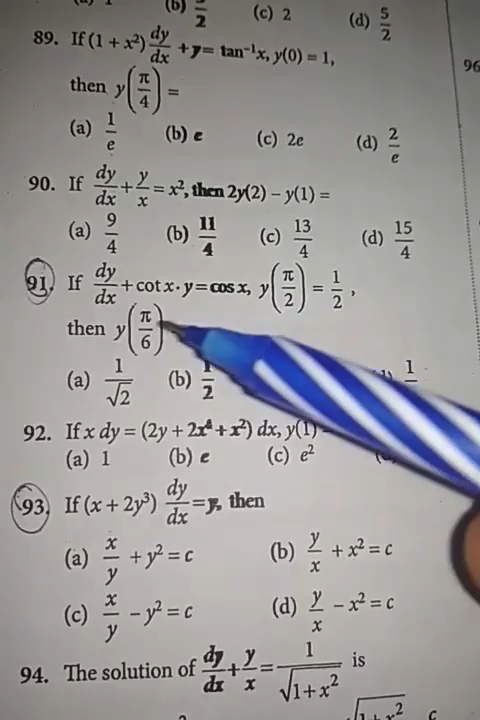 (b) 5/2 (c) 2 (d) 5/2
89. If (1 + x²) dy/dx + y = tan⁻¹x, y(0) = 1,
96
then y(π/4) =
(a) 1/e (b) e (c) 2e (d) 2/e
90. If dy/dx + y/x = x², then 2y(2) − y(1) =
(a) 9/4 (b) 11/4 (c) 13/4 (d) 15/4
91. If dy/dx + cot x · y = cos x, y(π/2) = 1/2 ,
then y(π/6)
(a) 1/√2 (b) 1/2
92. If x dy = (2y + 2x⁴ + x²) dx, y(1)
(a) 1 (b) e (c) e²
93. If (x + 2y³) dy/dx = y, then
(a) x/y + y² = c (b) y/x + x² = c
(c) x/y − y² = c (d) y/x − x² = c
94. The solution of dy/dx + y/x = 1/√(1 + x²) is